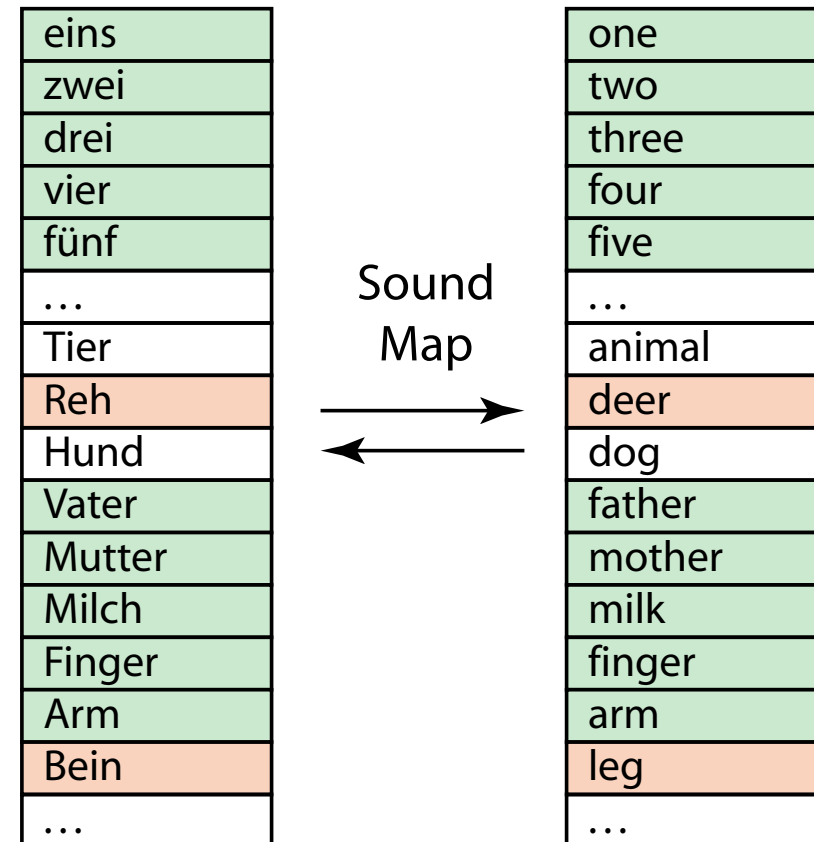 eins
zwei
drei
vier
fünf
…
Tier
Reh
Hund
Vater
Mutter
Milch
Finger
Arm
Bein
…
Sound
Map
one
two
three
four
five
…
animal
deer
dog
father
mother
milk
finger
arm
leg
…